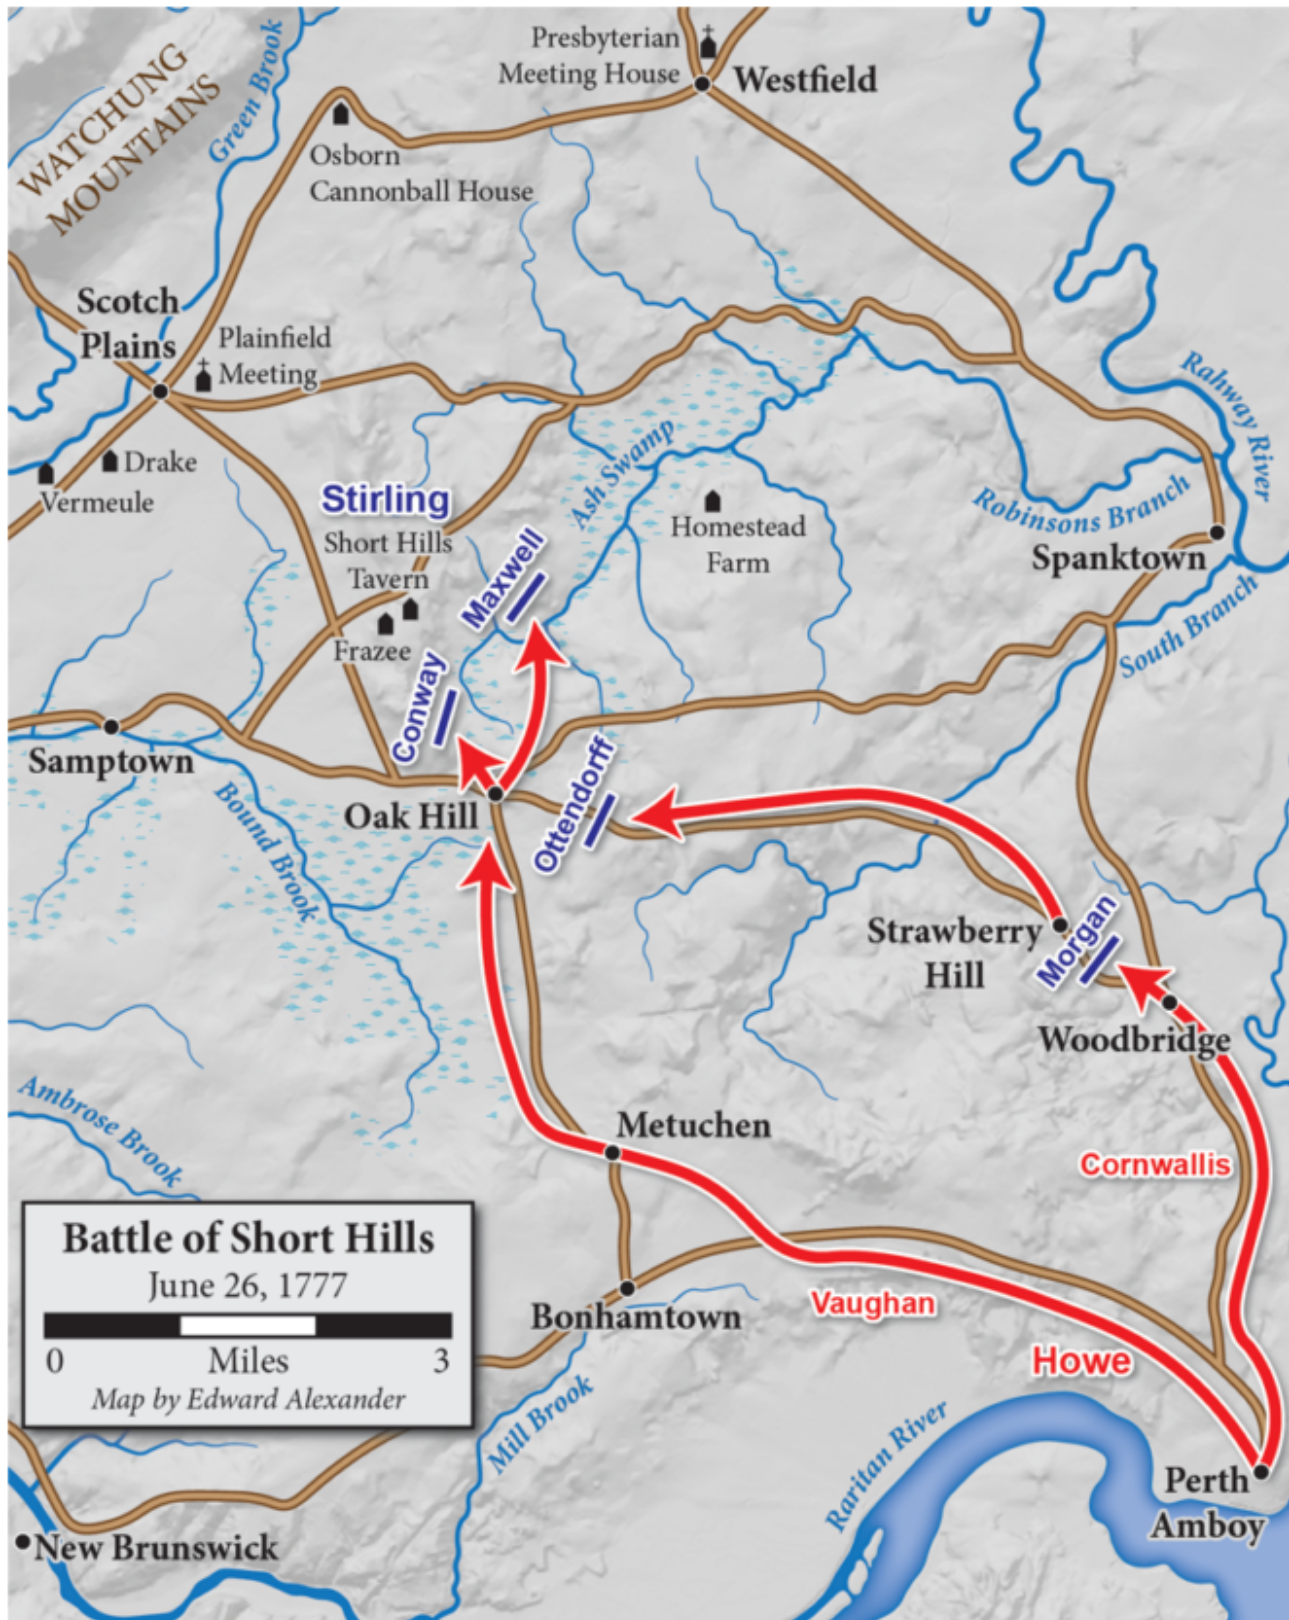 Presbyterian
Meeting House
Westfield
WATCHUNG
MOUNTAINS
Green Brook
Osborn
Cannonball House
Scotch
Plains
Plainfield
Meeting
Rahway River
Drake
Vermeule
Stirling
Short Hills
Tavern
Frazee
Ash Swamp
Homestead
Farm
Robinsons Branch
Spanktown
South Branch
Maxwell
Conway
Samptown
Bound Brook
Oak Hill
Ottendorff
Strawberry
Hill
Morgan
Woodbridge
Ambrose Brook
Metuchen
Cornwallis
Battle of Short Hills
June 26, 1777
0 Miles 3
Map by Edward Alexander
Vaughan
Bonhamtown
Howe
Mill Brook
Raritan River
Perth
Amboy
New Brunswick